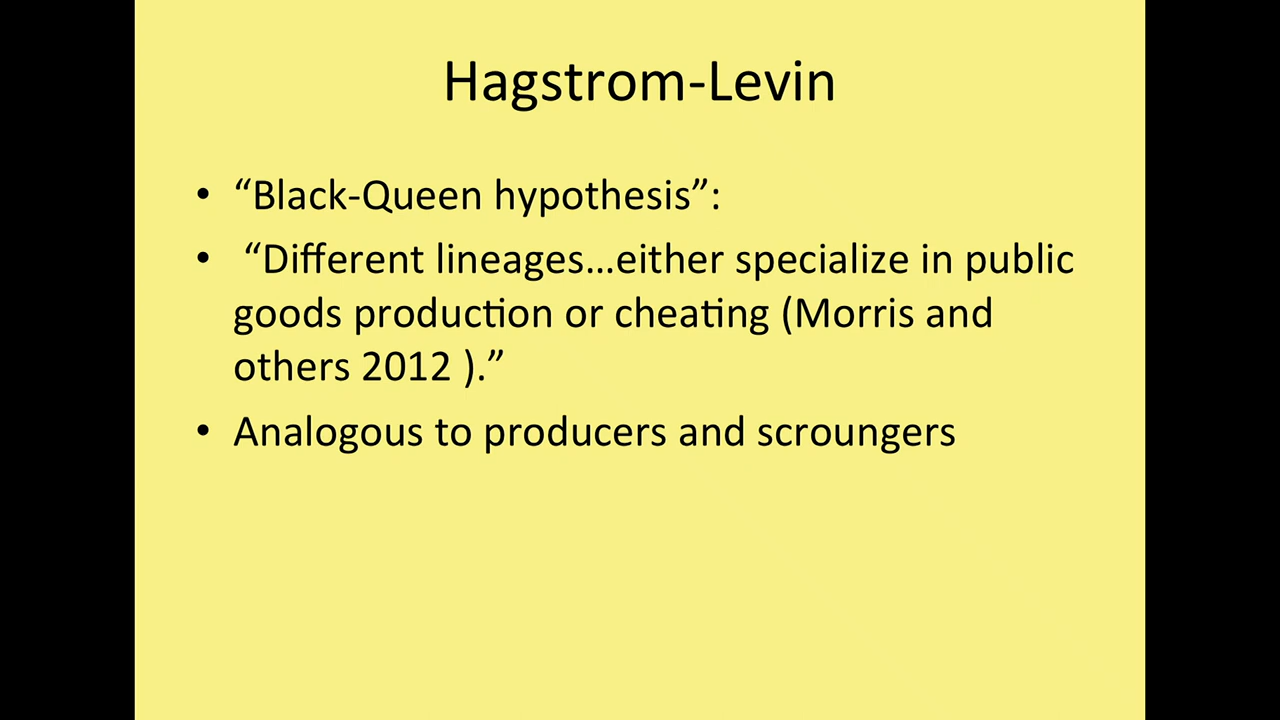 Hagstrom-Levin
• “Black-Queen hypothesis”:
• “Different lineages…either specialize in public
goods production or cheating (Morris and
others 2012 ).”
• Analogous to producers and scroungers